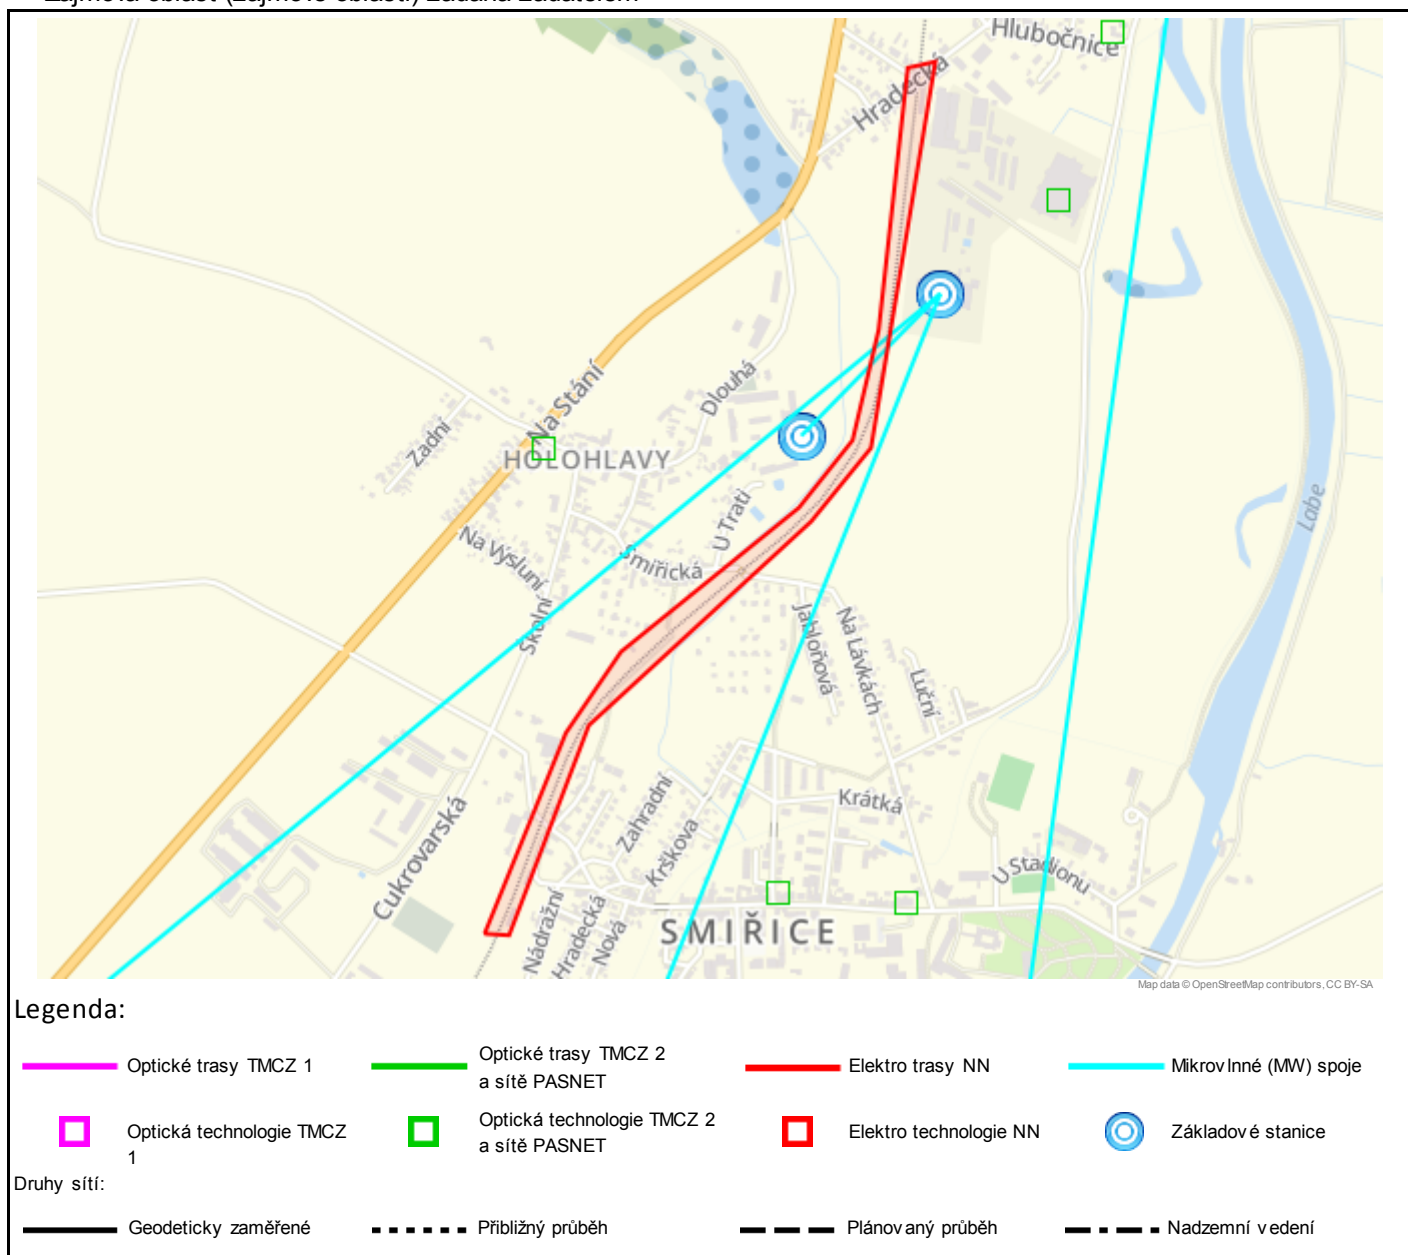 Hlubočnice
Hradecká
Na Stání
Dlouhá
Zadní
HOLOHLAVY
U Trati
Labe
Na Výsluní
Smiřická
Školní
Jabloňová
Na Lávkách
Luční
Zahradní
Krátká
Krškova
Cukrovarská
U Stadionu
Nádražní
Hradecká
Nová
SMIŘICE
Map data © OpenStreetMap contributors, CC BY-SA
Legenda:
Optické trasy TMCZ 1
Optické trasy TMCZ 2
a sítě PASNET
Elektro trasy NN
Mikrovlnné (MW) spoje
Optická technologie TMCZ
1
Optická technologie TMCZ 2
a sítě PASNET
Elektro technologie NN
Základové stanice
Druhy sítí:
Geodeticky zaměřené
Přibližný průběh
Plánovaný průběh
Nadzemní vedení